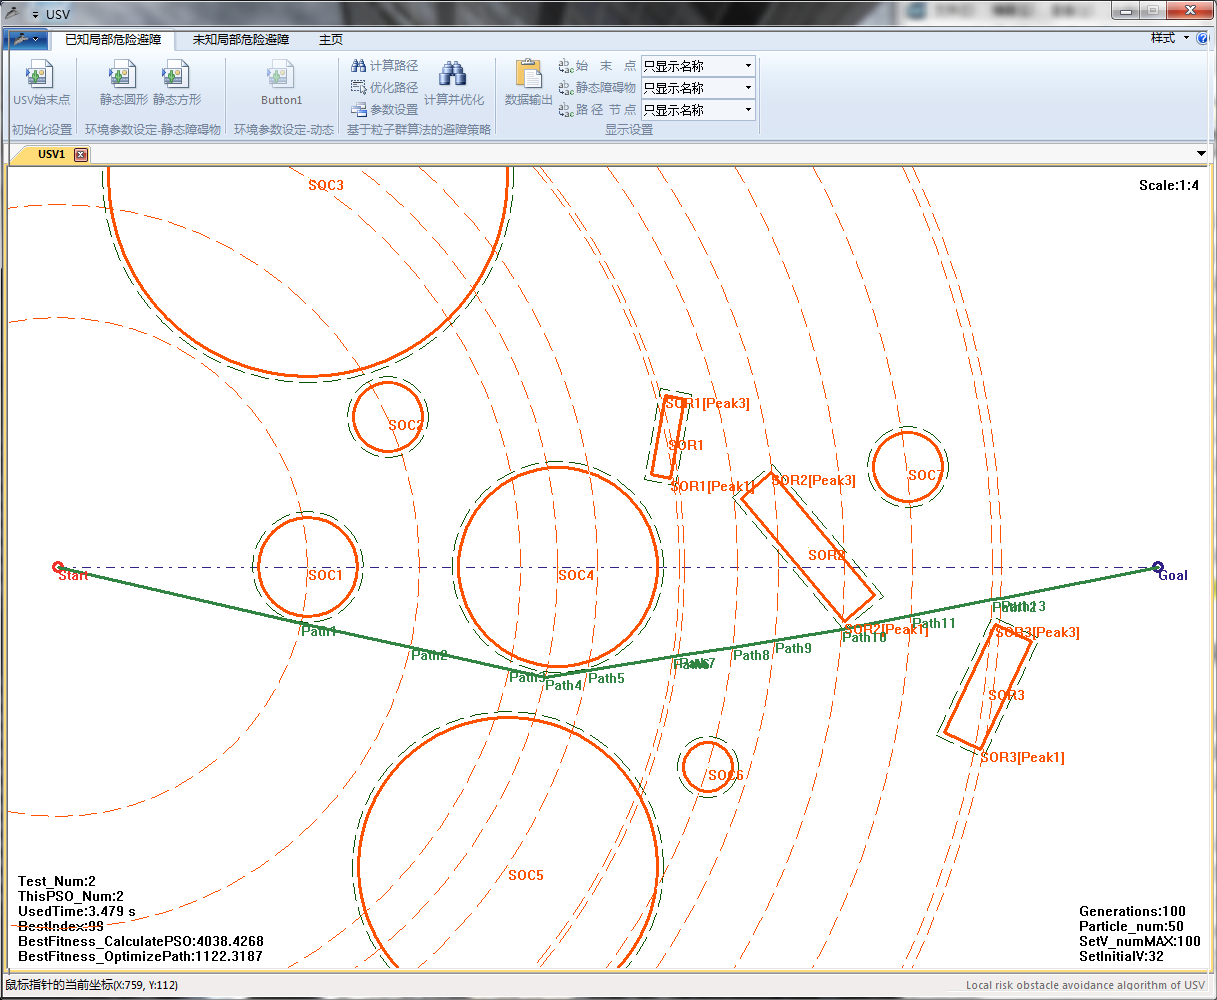 USV
已知局部危险避障 未知局部危险避障 主页 样式
USV始末点 静态圆形 静态方形 Button1 计算路径 优化路径 参数设置 计算并优化 数据输出 始 末 点 只显示名称
静态障碍物 只显示名称
路径 节点 只显示名称
初始化设置 环境参数设定-静态障碍物 环境参数设定-动态 基于粒子群算法的避障策略 显示设置
USV1
SOC3 Scale:1:4
SOR1[Peak3]
SOC2
SOR1
SOC7
SOR2[Peak3]
SOR1[Peak1]
SOR2
Start SOC1 SOC4 Goal
Path13
Path11
Path1 SOR2[Peak1] SOR3[Peak3]
Path10
Path9
Path2 Path8
Path7
Path3 Path5
Path4
SOR3
SOR3[Peak1]
SOC6
SOC5
Test_Num:2
ThisPSO_Num:2
UsedTime:3.479 s
BestIndex:99
BestFitness_CalculatePSO:4038.4268
BestFitness_OptimizePath:1122.3187
Generations:100
Particle_num:50
SetV_numMAX:100
SetInitialV:32
鼠标指针的当前坐标(X:759, Y:112) Local risk obstacle avoidance algorithm of USV